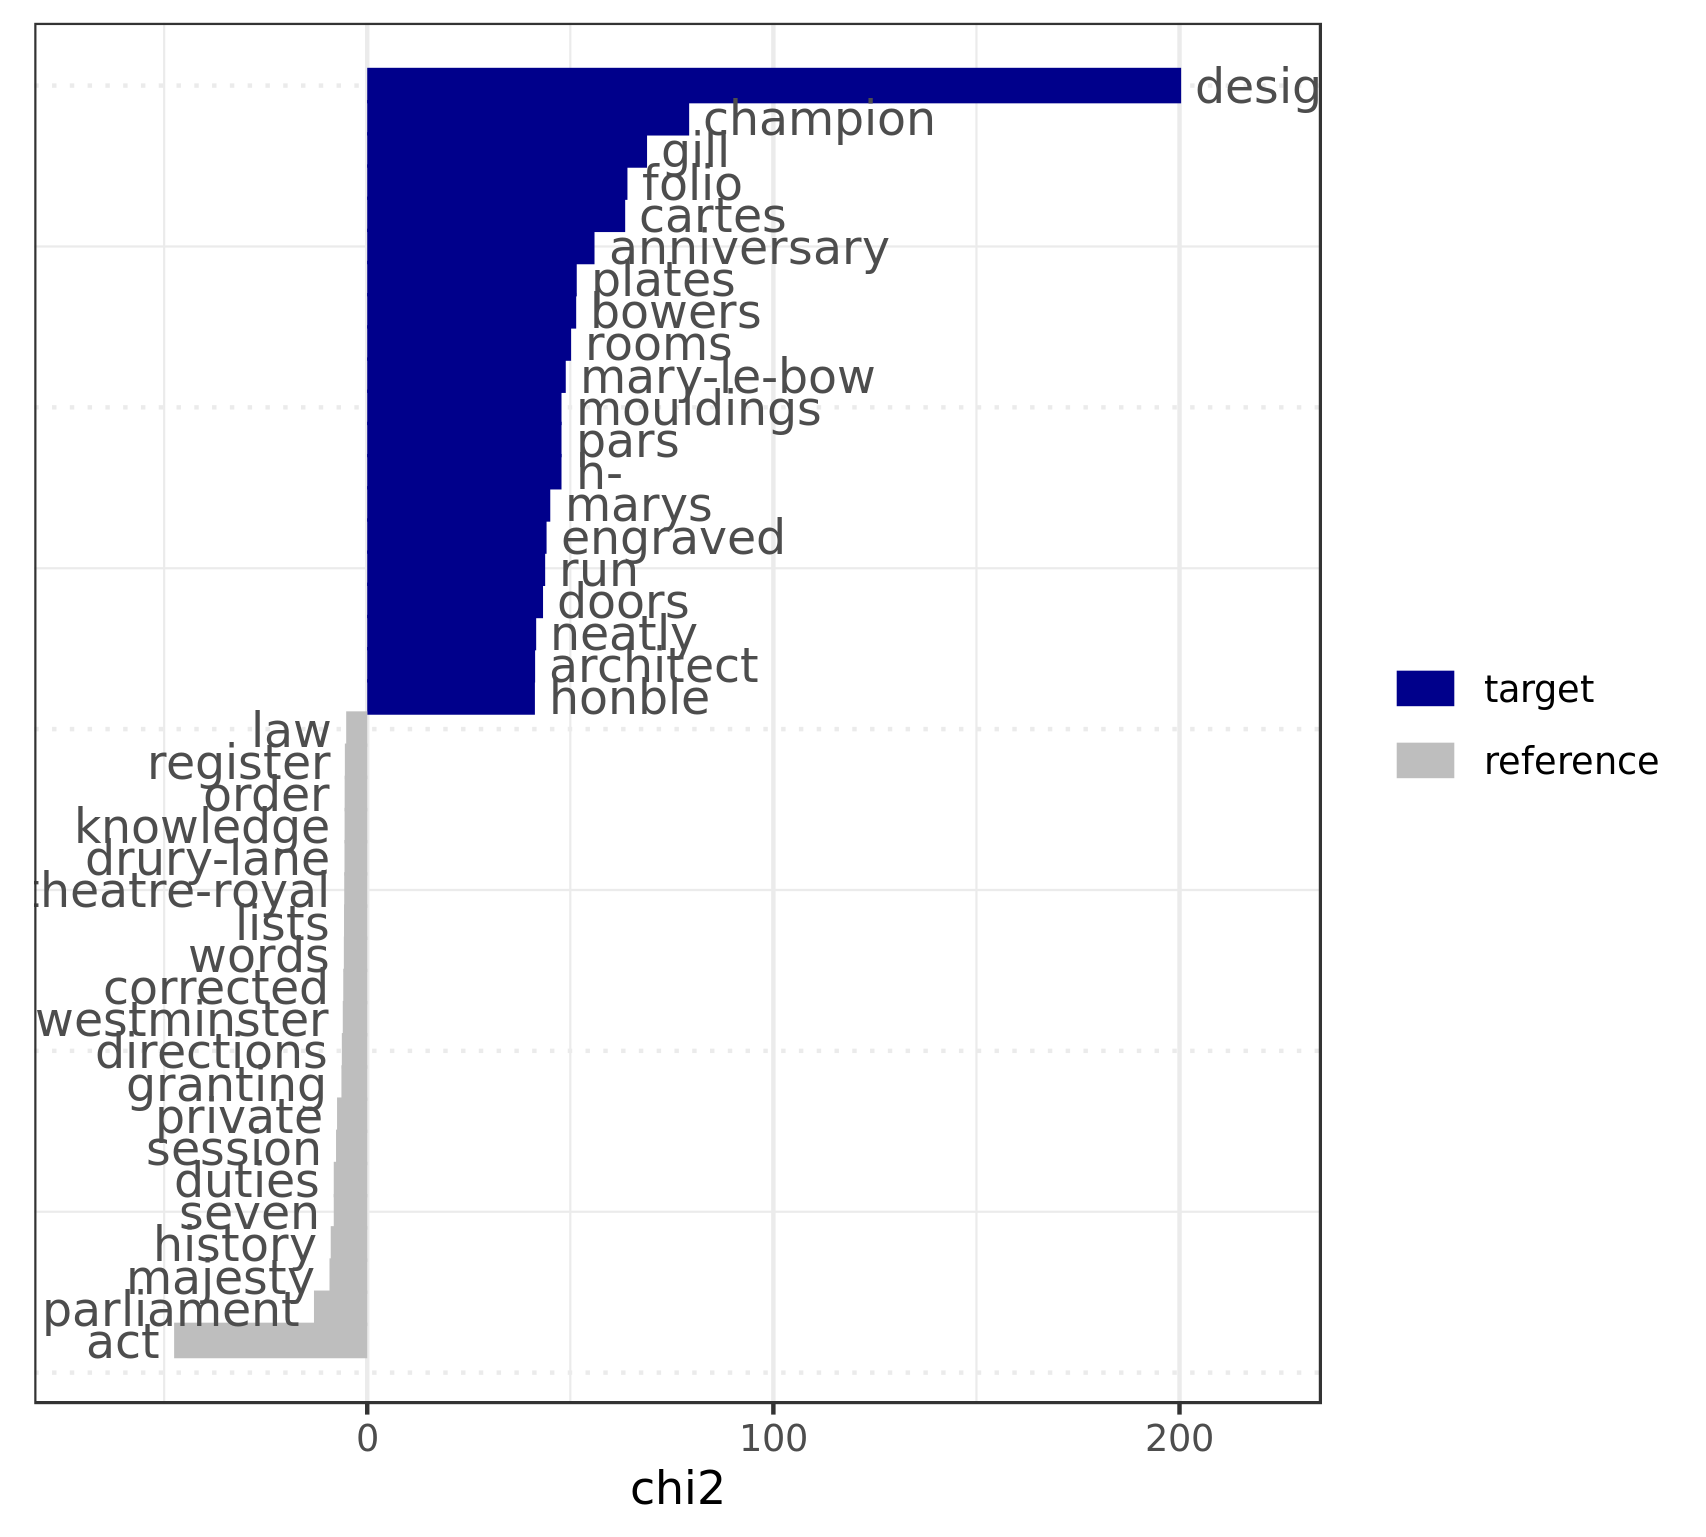 desig
champion
gill
folio
cartes
anniversary
plates
bowers
rooms
mary-le-bow
mouldings
pars
h-
marys
engraved
run
doors
neatly
architect
honble
law
register
order
knowledge
drury-lane
theatre-royal
lists
words
corrected
westminster
directions
granting
private
session
duties
seven
history
majesty
parliament
act
target
reference
0 100 200
chi2